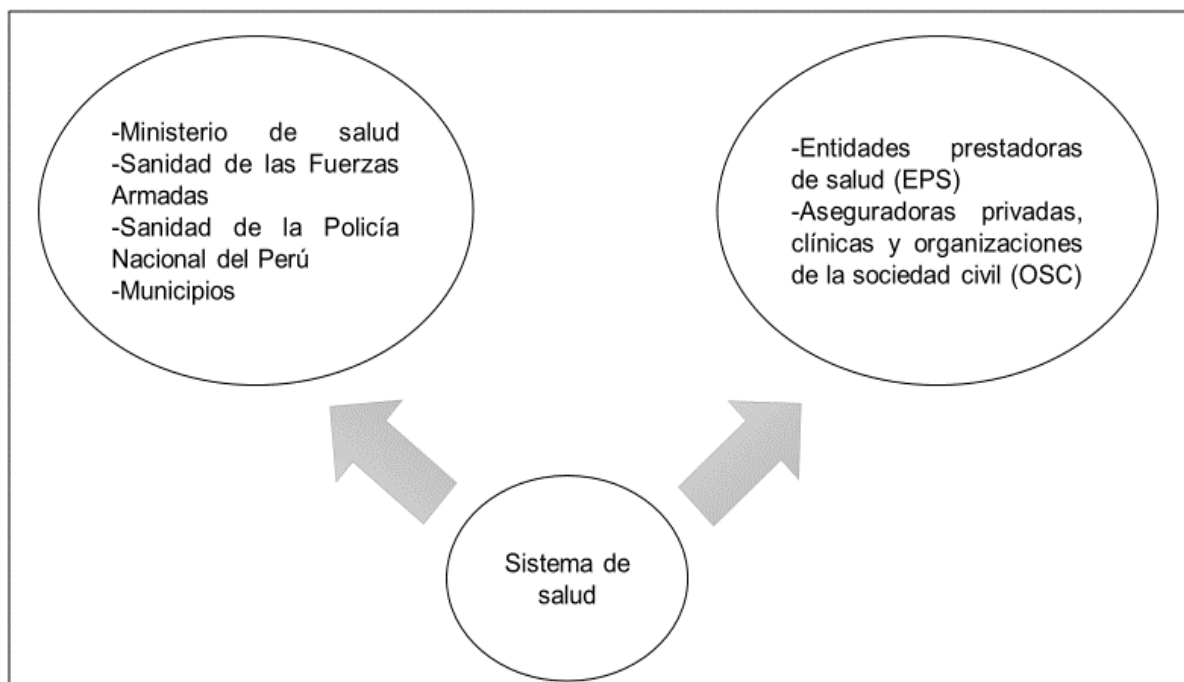 -Ministerio de salud
-Sanidad de las Fuerzas
Armadas
-Sanidad de la Policía
Nacional del Perú
-Municipios
-Entidades prestadoras
de salud (EPS)
-Aseguradoras privadas,
clínicas y organizaciones
de la sociedad civil (OSC)
Sistema de
salud